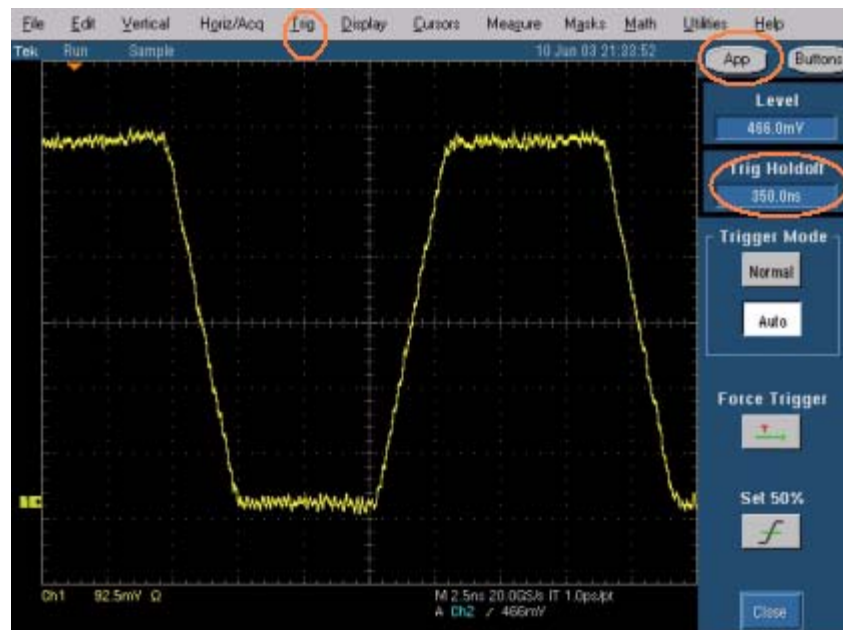 File Edit Vertical Horiz/Acq Trig Display Cursors Measure Masks Math Utilities Help
Tek Run Sample 10 Jun 03 21:33:52
App Buttons
Level
466.0mV
Trig Holdoff
350.0ns
Trigger Mode
Normal
Auto
Force Trigger
Set 50%
Close
1
Ch1 92.5mV Ω
M 2.5ns 20.0GS/s IT 1.0ps/pt
A Ch2 / 466mV